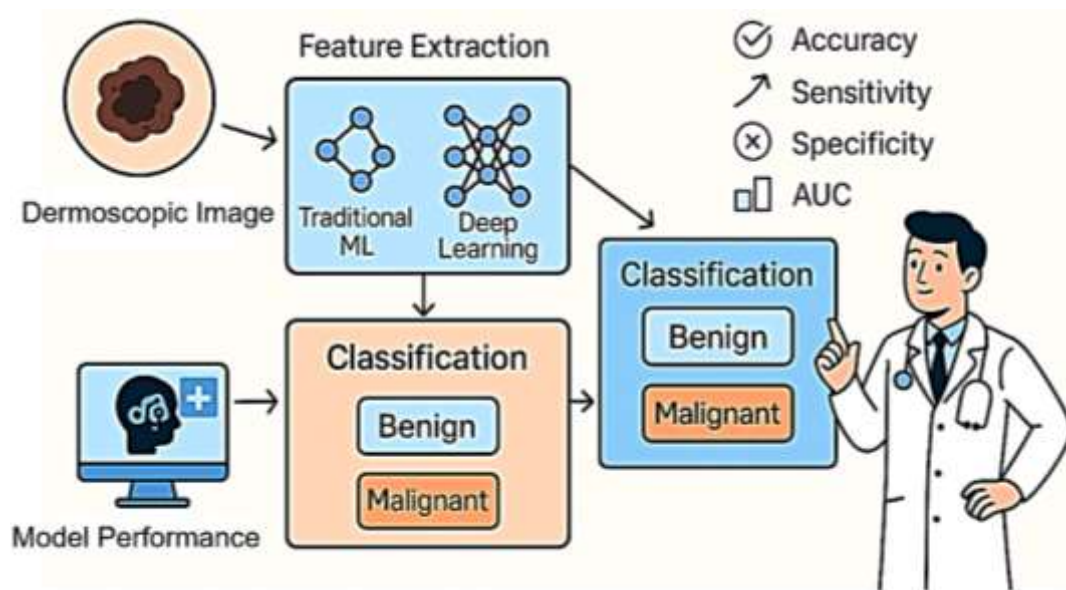 Feature Extraction
Dermoscopic Image
Traditional
ML
Deep
Learning
Accuracy
Sensitivity
Specificity
AUC
Classification
Benign
Malignant
Classification
Benign
Malignant
Model Performance